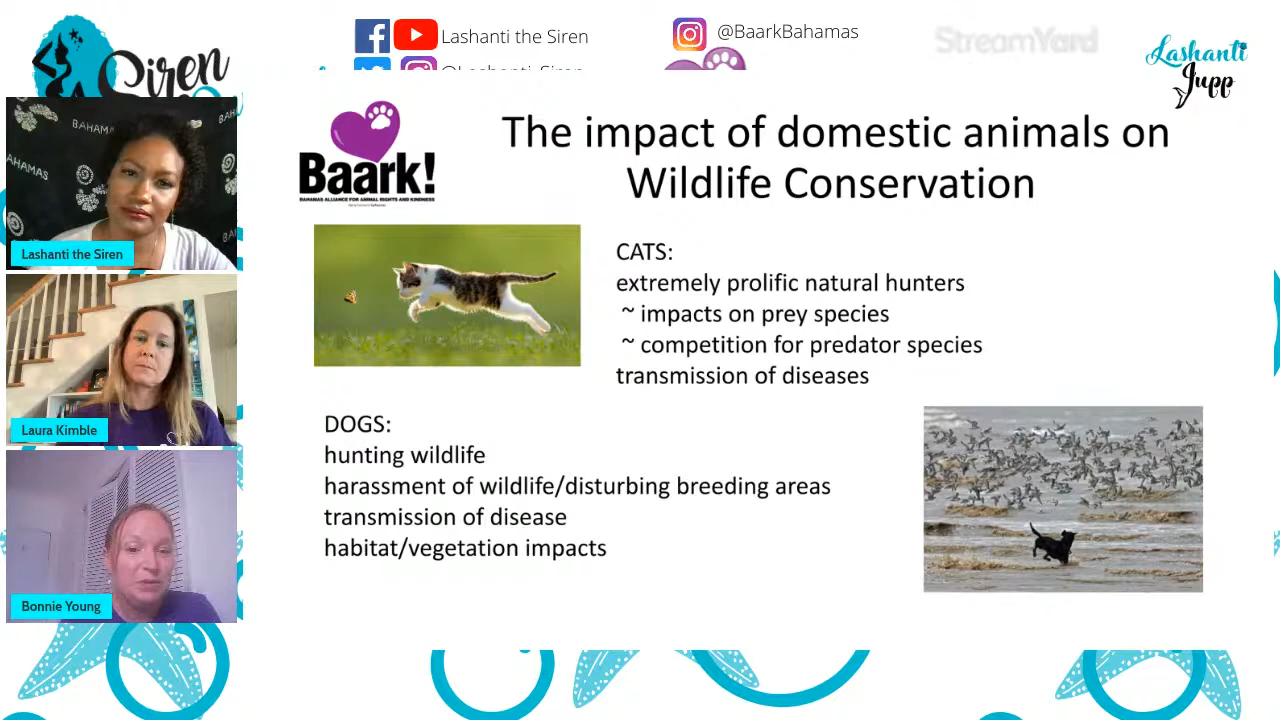 Lashanti the Siren
@BaarkBahamas
StreamYard
Lashanti
Jupp
Siren
BAHAMAS
AHAMAS
BA
Baark!
BAHAMAS ALLIANCE FOR ANIMAL RIGHTS AND KINDNESS
The impact of domestic animals on
Wildlife Conservation
CATS:
extremely prolific natural hunters
~ impacts on prey species
~ competition for predator species
transmission of diseases
DOGS:
hunting wildlife
harassment of wildlife/disturbing breeding areas
transmission of disease
habitat/vegetation impacts
Lashanti the Siren
Laura Kimble
Bonnie Young